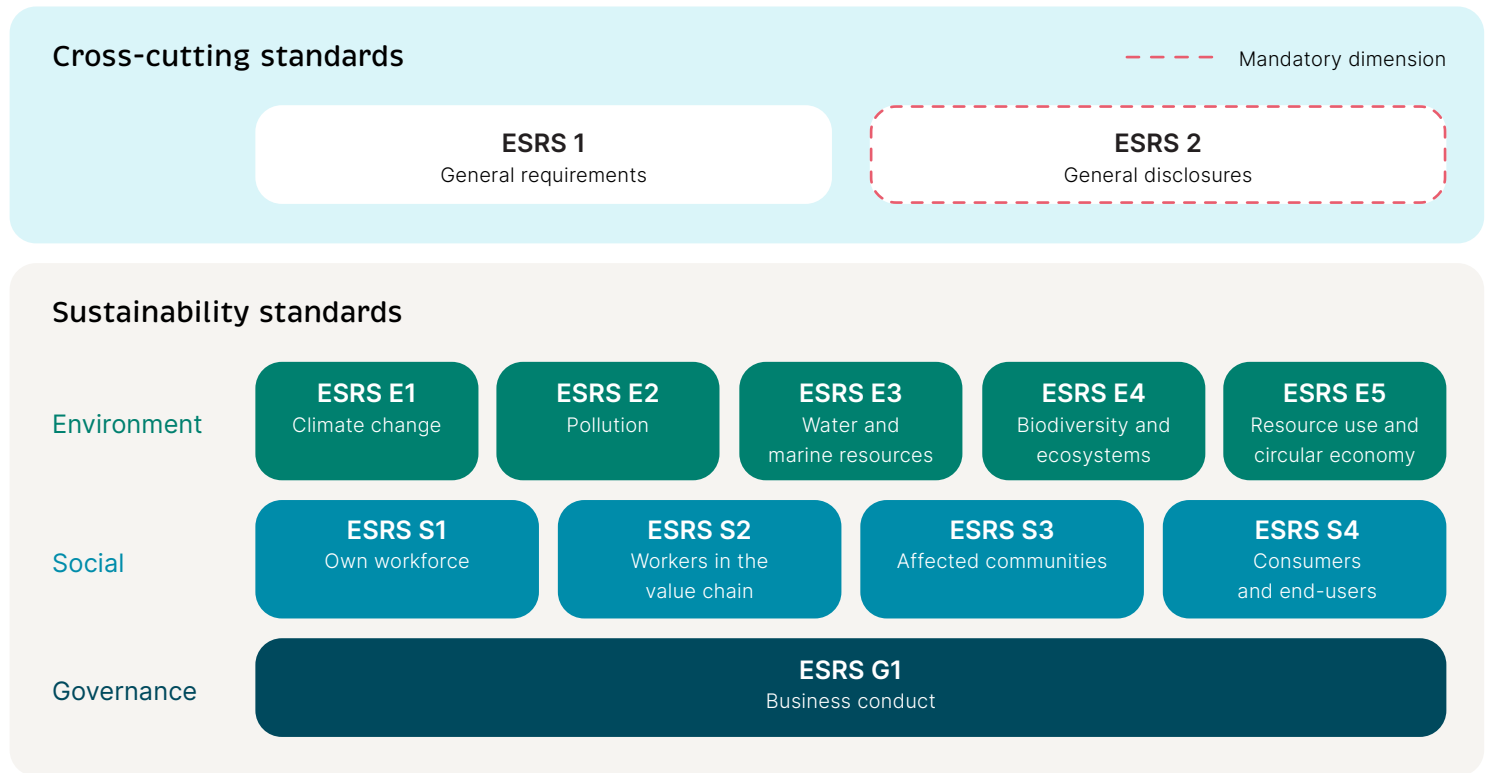 Cross-cutting standards
Mandatory dimension
ESRS 1
General requirements
ESRS 2
General disclosures
Sustainability standards
Environment
ESRS E1
Climate change
ESRS E2
Pollution
ESRS E3
Water and
marine resources
ESRS E4
Biodiversity and
ecosystems
ESRS E5
Resource use and
circular economy
Social
ESRS S1
Own workforce
ESRS S2
Workers in the
value chain
ESRS S3
Affected communities
ESRS S4
Consumers
and end-users
Governance
ESRS G1
Business conduct